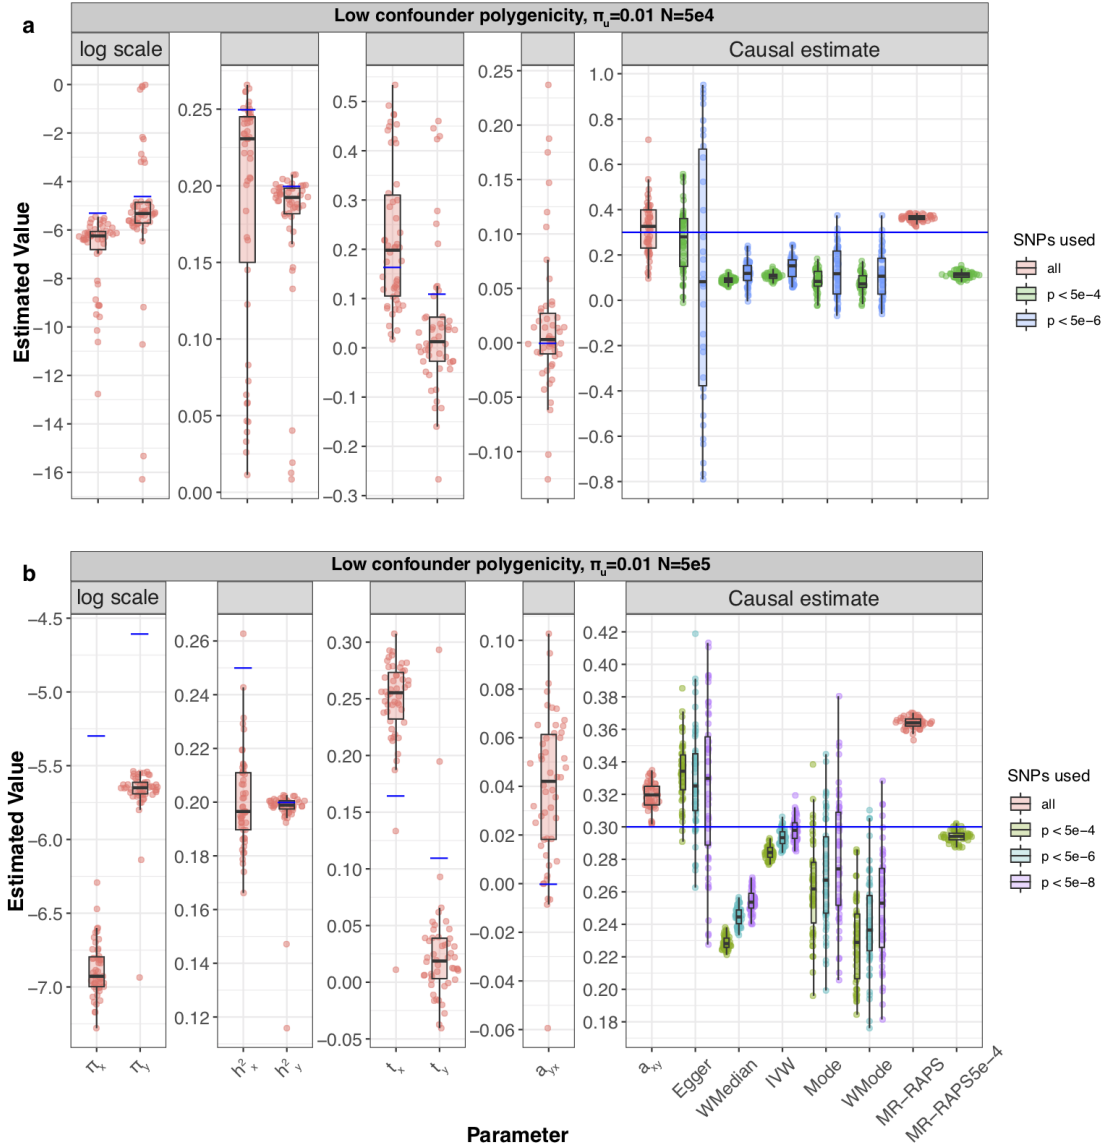 a
Low confounder polygenicity, πu=0.01 N=5e4
log scale
Causal estimate
Estimated Value
0
−2
−4
−6
−8
−10
−12
−14
−16
0.25
0.20
0.15
0.10
0.05
0.00
0.5
0.4
0.3
0.2
0.1
0.0
−0.1
−0.2
−0.3
0.25
0.20
0.15
0.10
0.05
0.00
−0.05
−0.10
1.0
0.8
0.6
0.4
0.2
0.0
−0.2
−0.4
−0.6
−0.8
SNPs used
all
p < 5e−4
p < 5e−6
b
Low confounder polygenicity, πu=0.01 N=5e5
log scale
Causal estimate
Estimated Value
−4.5
−5.0
−5.5
−6.0
−6.5
−7.0
0.26
0.24
0.22
0.20
0.18
0.16
0.14
0.12
0.30
0.25
0.20
0.15
0.10
0.05
0.00
−0.05
0.10
0.08
0.06
0.04
0.02
0.00
−0.02
−0.04
−0.06
0.42
0.40
0.38
0.36
0.34
0.32
0.30
0.28
0.26
0.24
0.22
0.20
0.18
SNPs used
all
p < 5e−4
p < 5e−6
p < 5e−8
πx
πy
h²x
h²y
tx
ty
ayx
axy
Egger
WMedian
IVW
Mode
WMode
MR−RAPS
MR−RAPS5e−4
Parameter